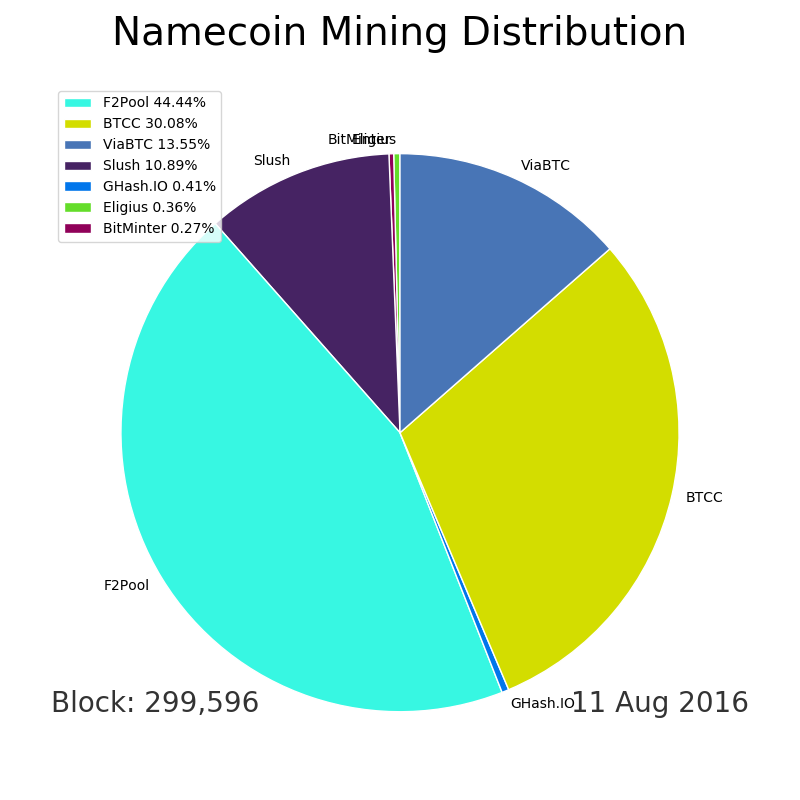 Namecoin Mining Distribution
F2Pool 44.44%
BTCC 30.08%
ViaBTC 13.55%
Slush 10.89%
GHash.IO 0.41%
Eligius 0.36%
BitMinter 0.27%
BitMinter
Eligius
Slush
ViaBTC
BTCC
F2Pool
GHash.IO
Block: 299,596
11 Aug 2016